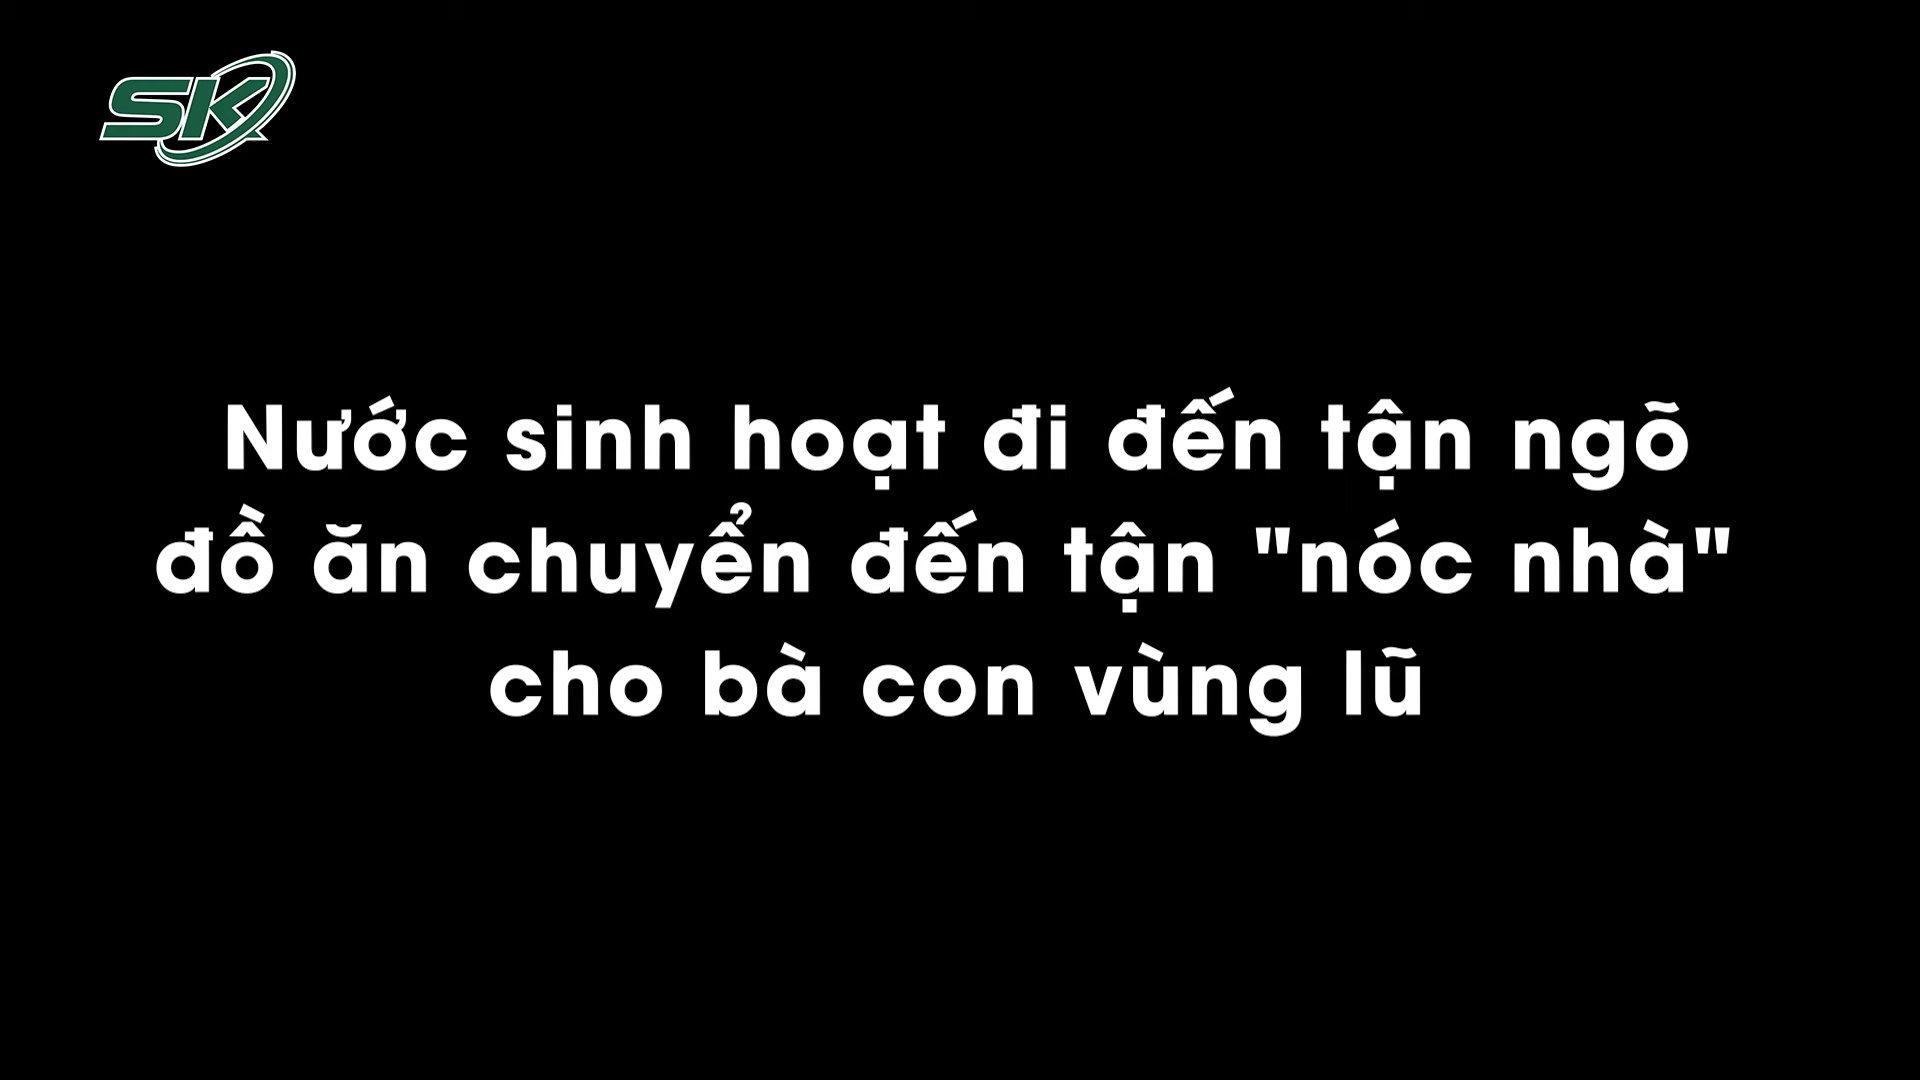 SK
Nước sinh hoạt đi đến tận ngõ
đồ ăn chuyển đến tận "nóc nhà"
cho bà con vùng lũ